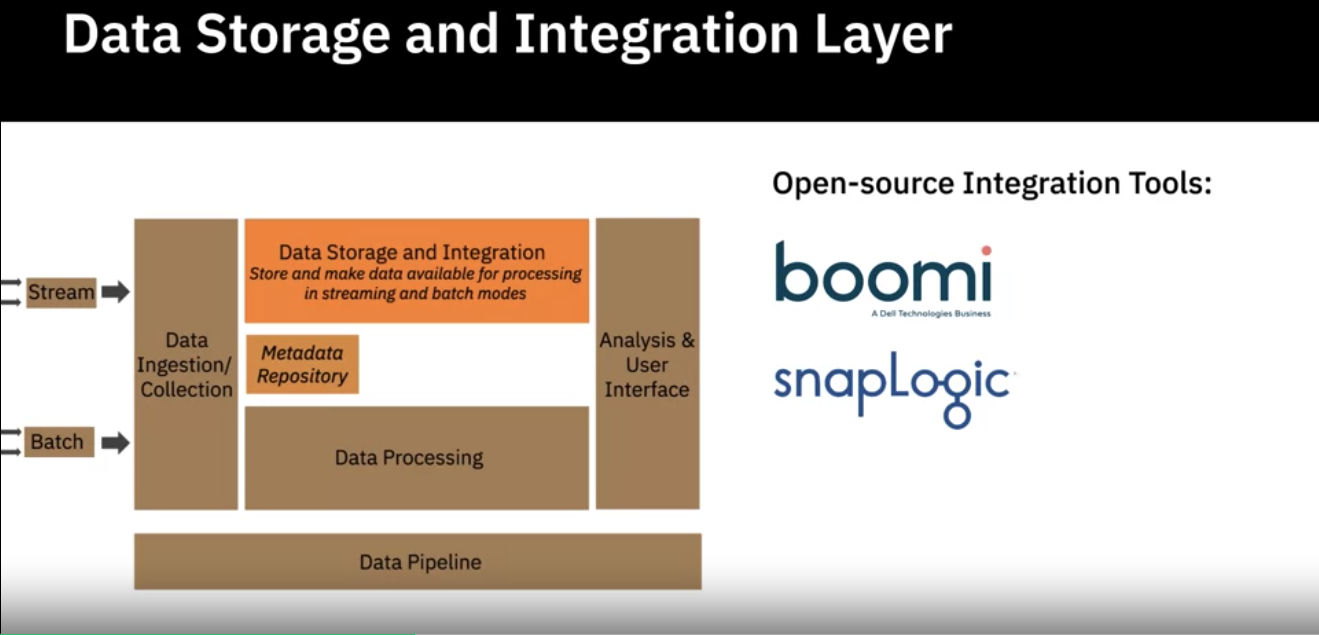 Data Storage and Integration Layer
Open-source Integration Tools:
boomi
A Dell Technologies Business
snapLogic
Stream
Batch
Data
Ingestion/
Collection
Data Storage and Integration
Store and make data available for processing
in streaming and batch modes
Metadata
Repository
Data Processing
Analysis &
User
Interface
Data Pipeline